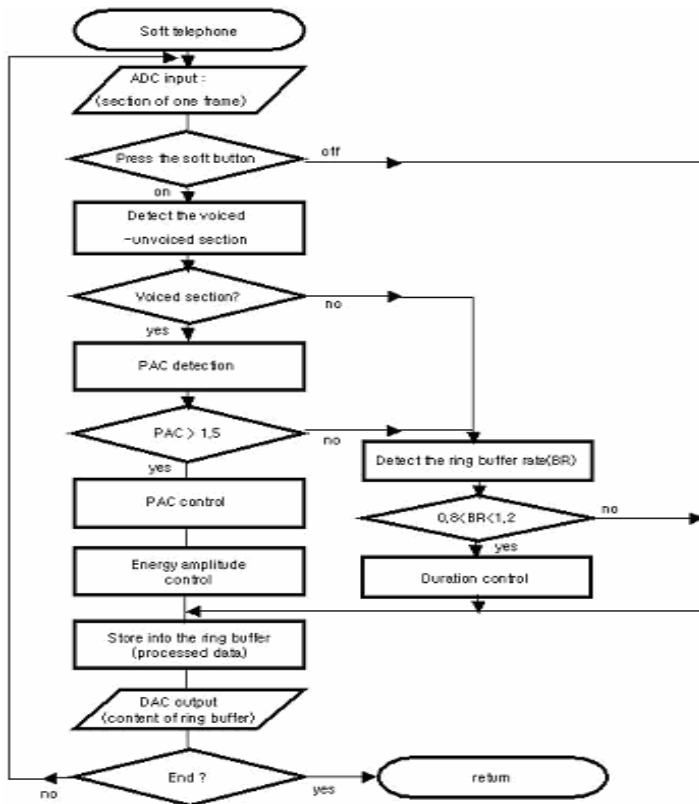 Soft telephone
ADC input :
(section of one frame)
Press the soft button
off
on
Detect the voiced
-unvoiced section
Voiced section?
no
yes
PAC detection
PAC > 1.5
no
yes
Detect the ring buffer rate(BR)
PAC control
0.8<BR<1.2
no
yes
Energy amplitude
control
Duration control
Store into the ring buffer
(processed data)
DAC output
(content of ring buffer)
End ?
no
yes
return